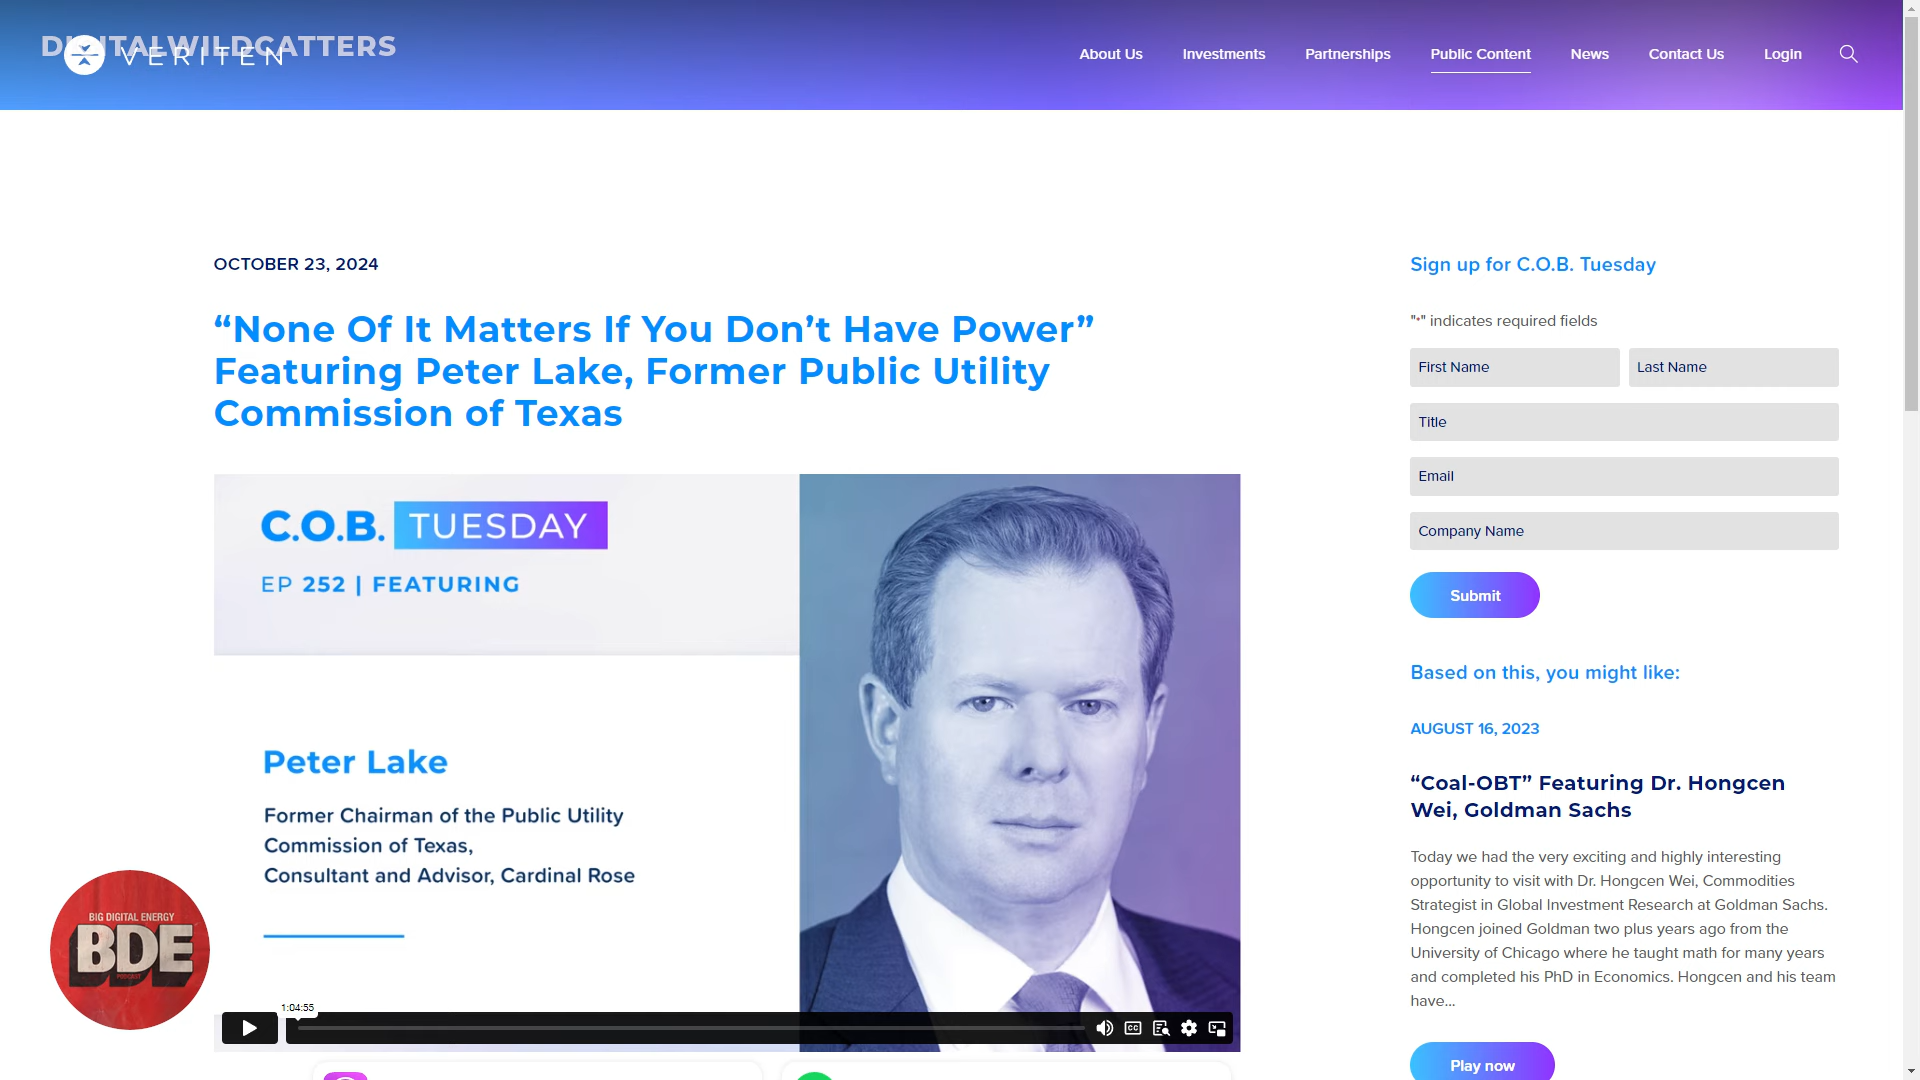 DIGITALWILDCATTERS
VERITEN
About Us
Investments
Partnerships
Public Content
News
Contact Us
Login
OCTOBER 23, 2024
“None Of It Matters If You Don’t Have Power”
Featuring Peter Lake, Former Public Utility
Commission of Texas
C.O.B. TUESDAY
EP 252 | FEATURING
Peter Lake
Former Chairman of the Public Utility
Commission of Texas,
Consultant and Advisor, Cardinal Rose
1:04:55
CC
BIG DIGITAL ENERGY
BDE
PODCAST
Sign up for C.O.B. Tuesday
"*" indicates required fields
First Name
Last Name
Title
Email
Company Name
Submit
Based on this, you might like:
AUGUST 16, 2023
“Coal-OBT” Featuring Dr. Hongcen
Wei, Goldman Sachs
Today we had the very exciting and highly interesting
opportunity to visit with Dr. Hongcen Wei, Commodities
Strategist in Global Investment Research at Goldman Sachs.
Hongcen joined Goldman two plus years ago from the
University of Chicago where he taught math for many years
and completed his PhD in Economics. Hongcen and his team
have...
Play now